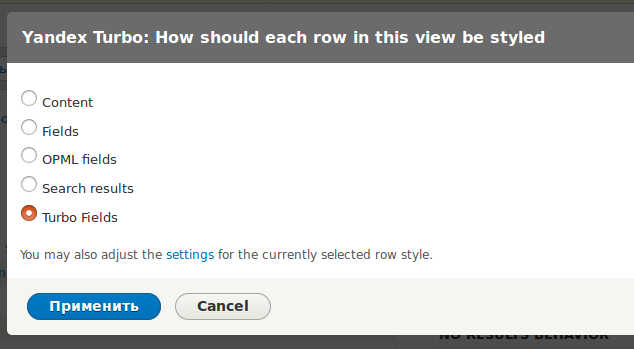 Yandex Turbo: How should each row in this view be styled
Content
Fields
OPML fields
Search results
Turbo Fields
You may also adjust the settings for the currently selected row style.
Применить
Cancel
NO RESULTS BEHAVIOR